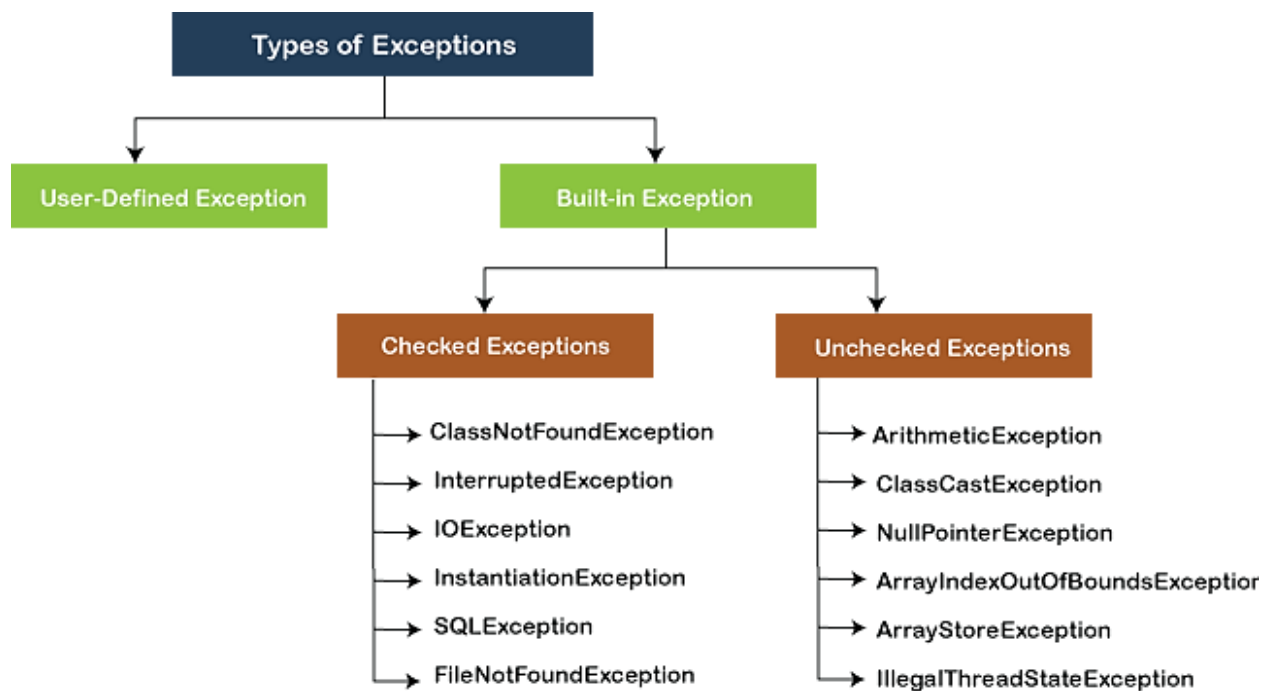 Types of Exceptions
User-Defined Exception
Built-in Exception
Checked Exceptions
ClassNotFoundException
InterruptedException
IOException
InstantiationException
SQLException
FileNotFoundException
Unchecked Exceptions
ArithmeticException
ClassCastException
NullPointerException
ArrayIndexOutOfBoundsException
ArrayStoreException
IllegalThreadStateException